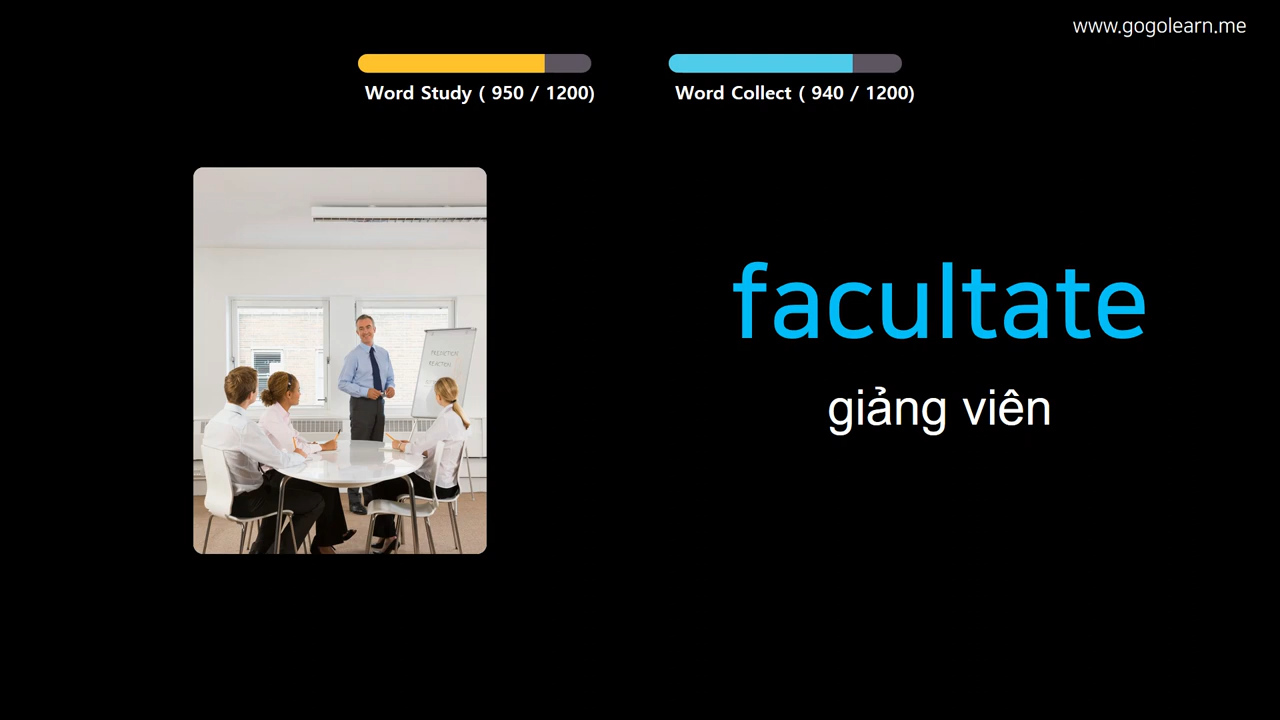 www.gogolearn.me
Word Study ( 950 / 1200)
Word Collect ( 940 / 1200)
facultate
giảng viên